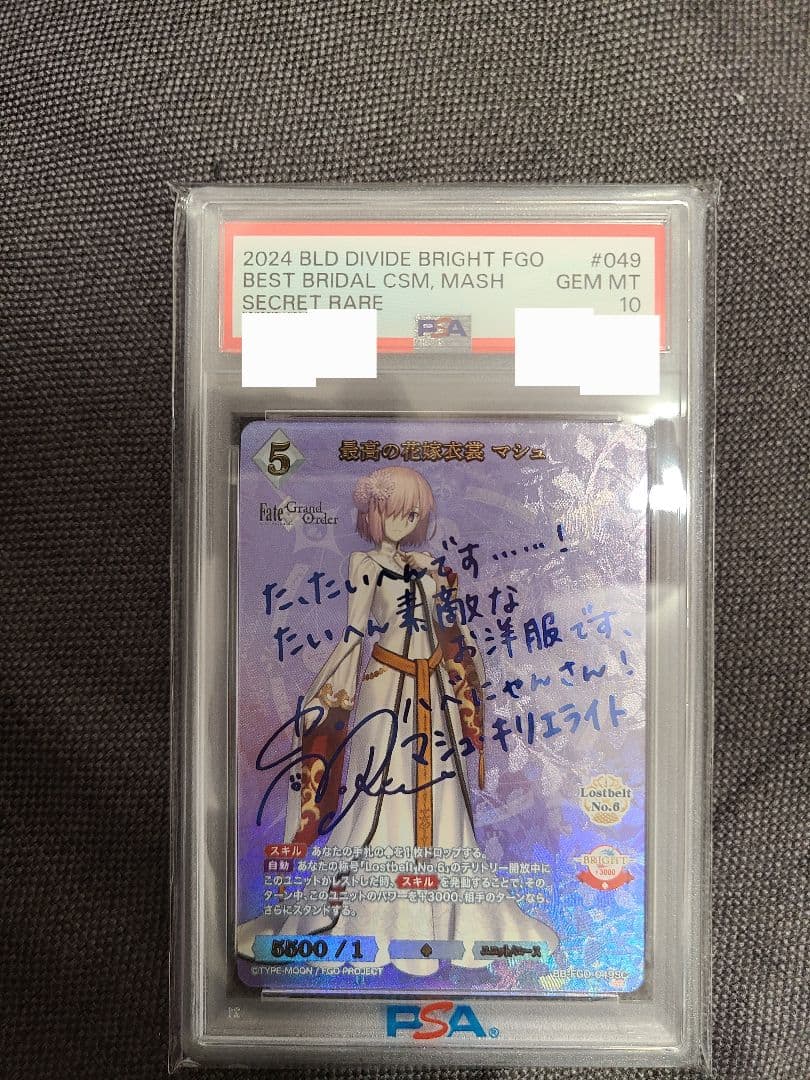 2024 BLD DIVIDE BRIGHT FGO #049
BEST BRIDAL CSM, MASH GEM MT
SECRET RARE 10
PSA
5
最高の花嫁衣裳 マシュ
Fate Grand Order
た、たいへんです……!
たいへん素敵な
お洋服です、
ハベにゃんさん!
マシュ・キリエライト
Lostbelt
No.6
BRIGHT
+3000
スキル あなたの手札の♠を1枚ドロップする。
自動 あなたの称号「Lostbelt No.6」のテリトリー開放中に
このユニットがレストした時、スキル を発動することで、その
ターン中、このユニットのパワーを+3000。相手のターンなら、
さらにスタンドする。
5500 / 1
©TYPE-MOON / FGO PROJECT
BB-FGO-049SC
PSA®